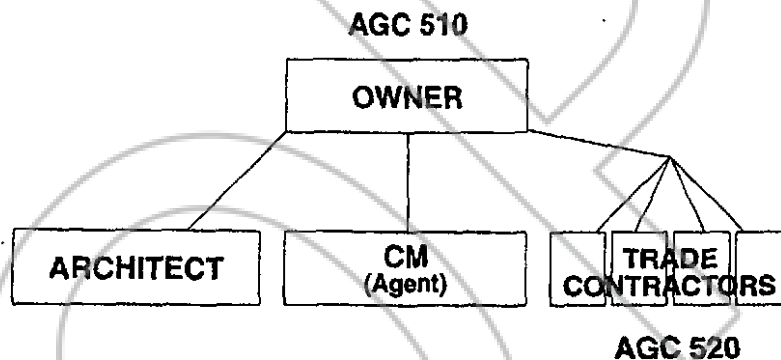 AGC 510
OWNER
ARCHITECT
CM
(Agent)
TRADE
CONTRACTORS
AGC 520